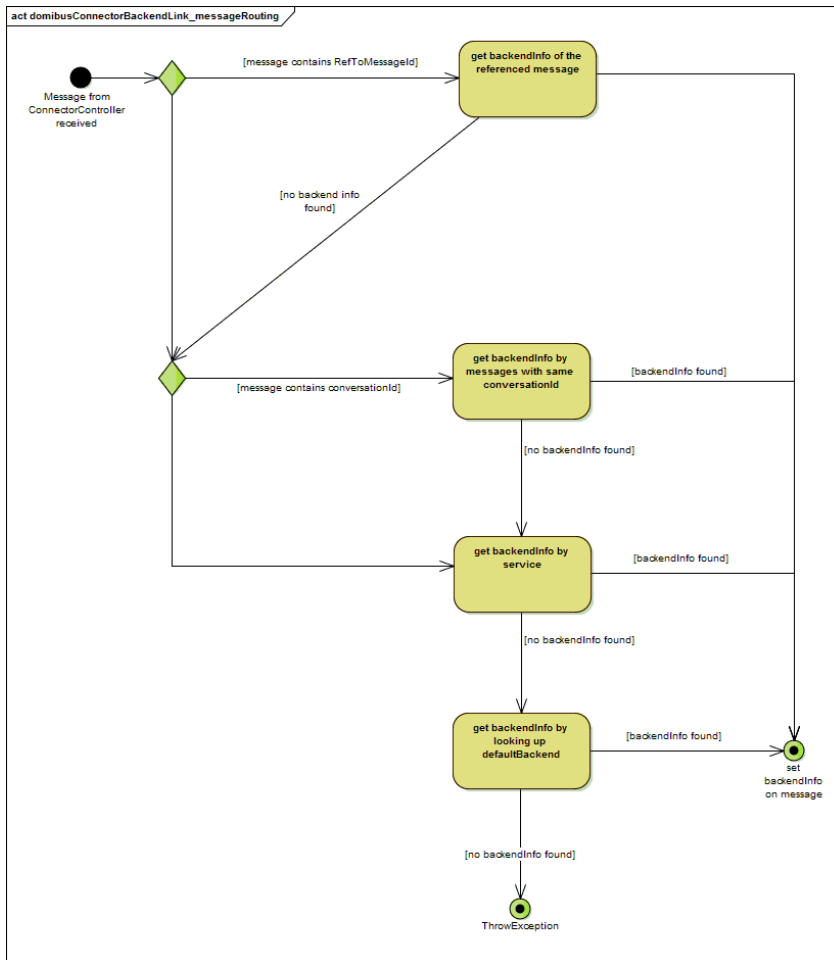 act domibusConnectorBackendLink_messageRouting
[message contains RefToMessageId]
get backendInfo of the
referenced message
Message from
ConnectorController
received
[no backend info
found]
get backendInfo by
messages with same
conversationId
[backendInfo found]
[message contains conversationId]
[no backendInfo found]
get backendInfo by
service
[backendInfo found]
[no backendInfo found]
get backendInfo by
looking up
defaultBackend
[backendInfo found]
set
backendInfo
on message
[no backendInfo found]
ThrowException